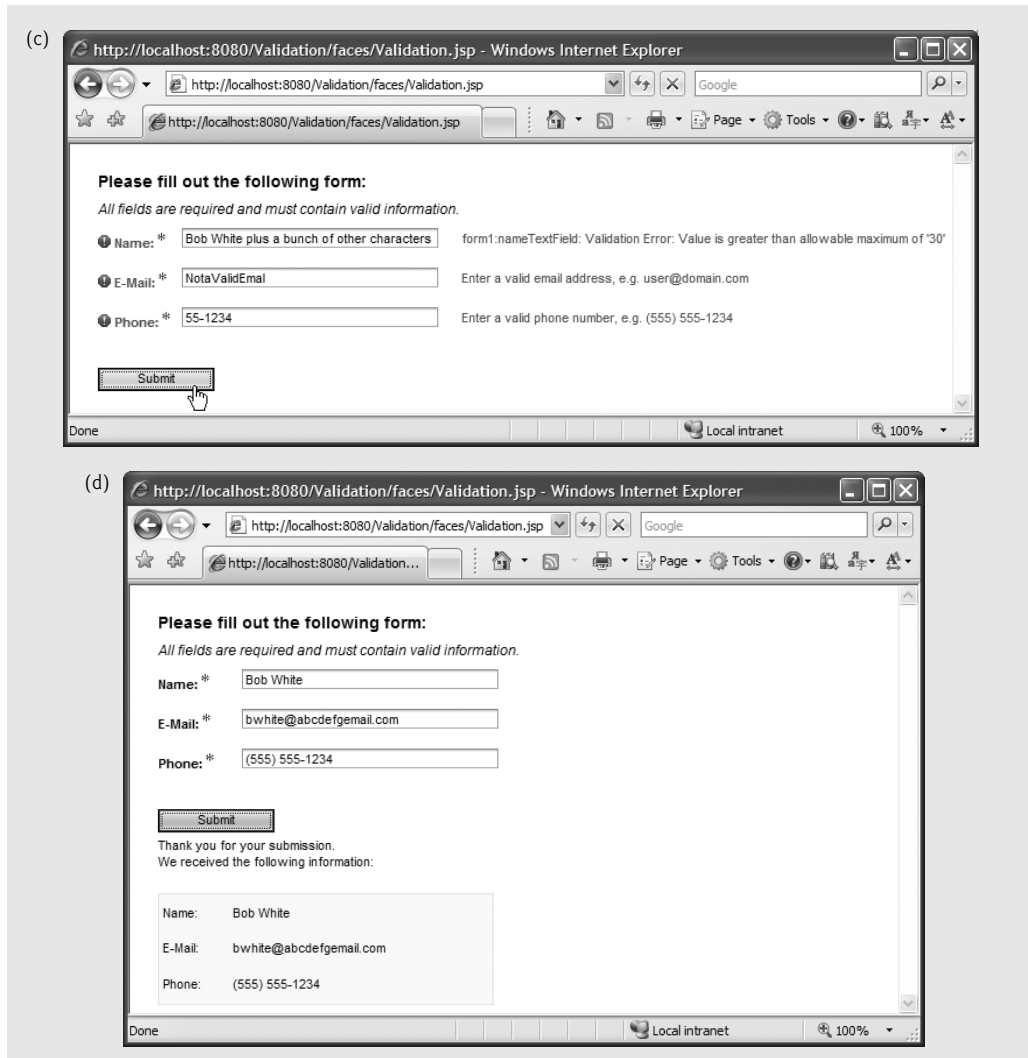 (c)
http://localhost:8080/Validation/faces/Validation.jsp - Windows Internet Explorer
http://localhost:8080/Validation/faces/Validation.jsp
Google
http://localhost:8080/Validation/faces/Validation.jsp
Page
Tools
Please fill out the following form:
All fields are required and must contain valid information.
Name: * Bob White plus a bunch of other characters form1:nameTextField: Validation Error: Value is greater than allowable maximum of '30'
E-Mail: * NotaValidEmal Enter a valid email address, e.g. user@domain.com
Phone: * 55-1234 Enter a valid phone number, e.g. (555) 555-1234
Submit
Done Local intranet 100%
(d)
http://localhost:8080/Validation/faces/Validation.jsp - Windows Internet Explorer
http://localhost:8080/Validation/faces/Validation.jsp
Google
http://localhost:8080/Validation...
Page
Tools
Please fill out the following form:
All fields are required and must contain valid information.
Name: * Bob White
E-Mail: * bwhite@abcdefgemail.com
Phone: * (555) 555-1234
Submit
Thank you for your submission.
We received the following information:
Name: Bob White
E-Mail: bwhite@abcdefgemail.com
Phone: (555) 555-1234
Done Local intranet 100%